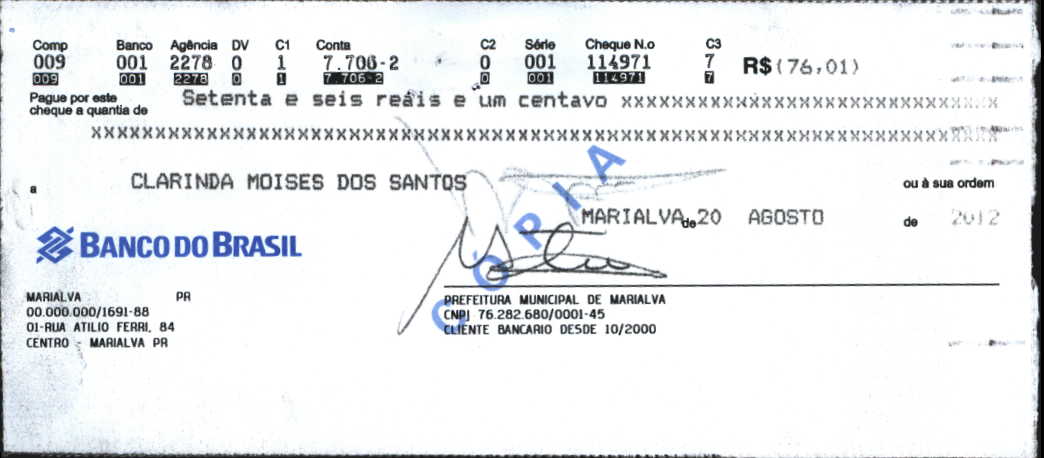 Comp Banco Agência DV C1 Conta C2 Série Cheque N.o C3
009 001 2278 0 1 7.706-2 0 001 114971 7 R$(76,01)
009 001 2278 0 1 7.706-2 0 001 114971 7
Pague por este
cheque a quantia de Setenta e seis reais e um centavo xxxxxxxxxxxxxxxxxxxxxxxxxxxxxxxxxxx
xxxxxxxxxxxxxxxxxxxxxxxxxxxxxxxxxxxxxxxxxxxxxxxxxxxxxxxxxxxxxxxxxxxxxxxxxxxxxxxxxxx
a CLARINDA MOISES DOS SANTOS ou à sua ordem
MARIALVA de 20 AGOSTO de 2012
CÓPIA
BANCO DO BRASIL
MARIALVA PR
00.000.000/1691-88
01-RUA ATILIO FERRI, 84
CENTRO - MARIALVA PR
PREFEITURA MUNICIPAL DE MARIALVA
CNPJ 76.282.680/0001-45
CLIENTE BANCARIO DESDE 10/2000